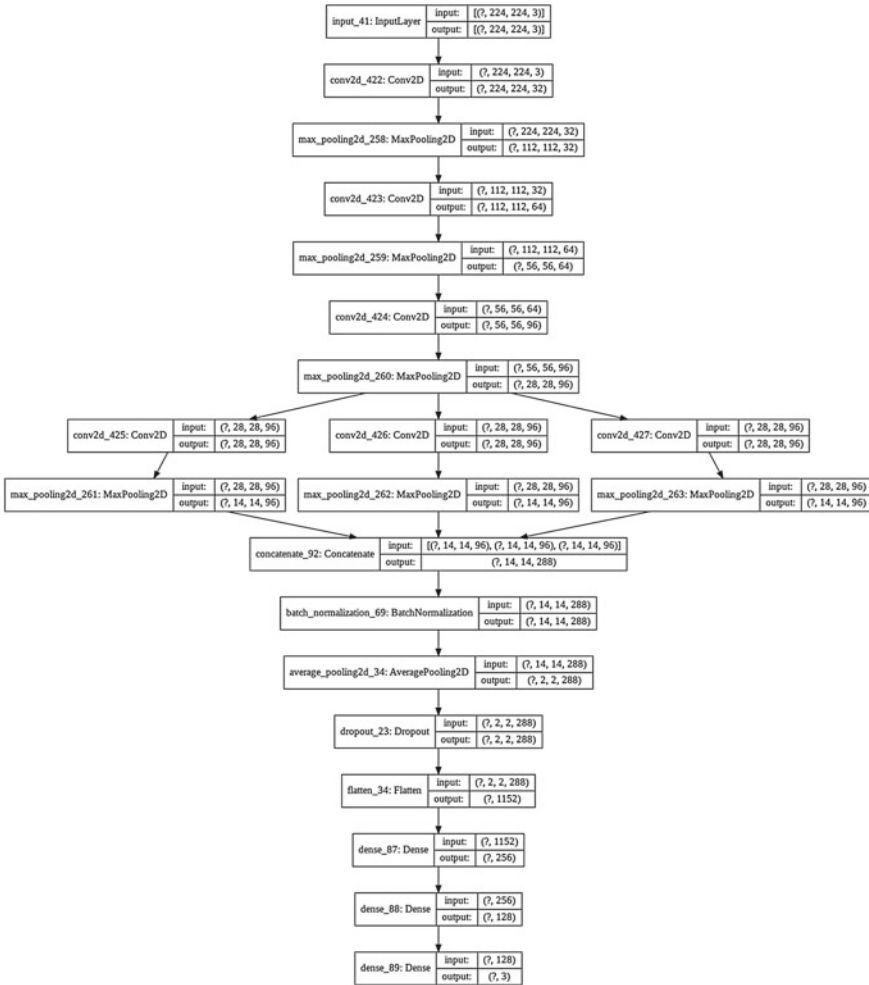 input_41: InputLayer input: [(?, 224, 224, 3)]
output: [(?, 224, 224, 3)]
conv2d_422: Conv2D input: (?, 224, 224, 3)
output: (?, 224, 224, 32)
max_pooling2d_258: MaxPooling2D input: (?, 224, 224, 32)
output: (?, 112, 112, 32)
conv2d_423: Conv2D input: (?, 112, 112, 32)
output: (?, 112, 112, 64)
max_pooling2d_259: MaxPooling2D input: (?, 112, 112, 64)
output: (?, 56, 56, 64)
conv2d_424: Conv2D input: (?, 56, 56, 64)
output: (?, 56, 56, 96)
max_pooling2d_260: MaxPooling2D input: (?, 56, 56, 96)
output: (?, 28, 28, 96)
conv2d_425: Conv2D input: (?, 28, 28, 96)
output: (?, 28, 28, 96)
conv2d_426: Conv2D input: (?, 28, 28, 96)
output: (?, 28, 28, 96)
conv2d_427: Conv2D input: (?, 28, 28, 96)
output: (?, 28, 28, 96)
max_pooling2d_261: MaxPooling2D input: (?, 28, 28, 96)
output: (?, 14, 14, 96)
max_pooling2d_262: MaxPooling2D input: (?, 28, 28, 96)
output: (?, 14, 14, 96)
max_pooling2d_263: MaxPooling2D input: (?, 28, 28, 96)
output: (?, 14, 14, 96)
concatenate_92: Concatenate input: [(?, 14, 14, 96), (?, 14, 14, 96), (?, 14, 14, 96)]
output: (?, 14, 14, 288)
batch_normalization_69: BatchNormalization input: (?, 14, 14, 288)
output: (?, 14, 14, 288)
average_pooling2d_34: AveragePooling2D input: (?, 14, 14, 288)
output: (?, 2, 2, 288)
dropout_23: Dropout input: (?, 2, 2, 288)
output: (?, 2, 2, 288)
flatten_34: Flatten input: (?, 2, 2, 288)
output: (?, 1152)
dense_87: Dense input: (?, 1152)
output: (?, 256)
dense_88: Dense input: (?, 256)
output: (?, 128)
dense_89: Dense input: (?, 128)
output: (?, 3)